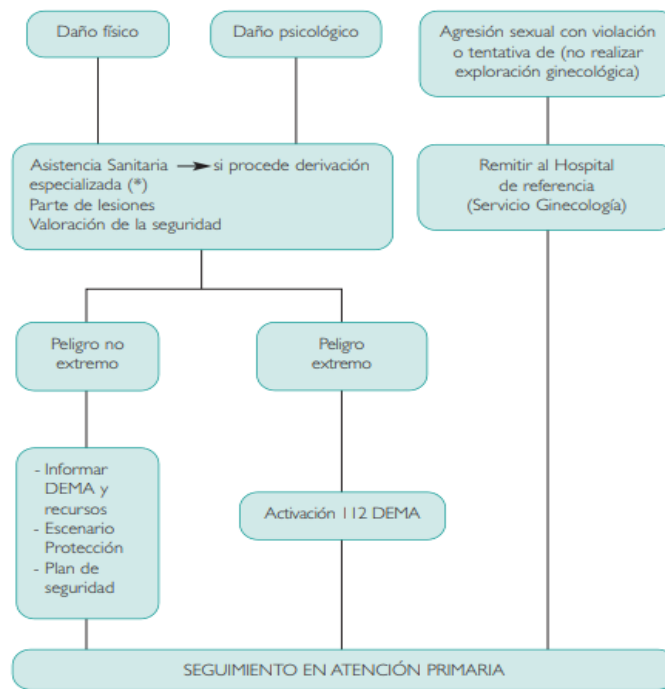 Daño físico
Daño psicológico
Agresión sexual con violación
o tentativa de (no realizar
exploración ginecológica)
Asistencia Sanitaria si procede derivación
especializada (*)
Parte de lesiones
Valoración de la seguridad
Remitir al Hospital
de referencia
(Servicio Ginecología)
Peligro no
extremo
Peligro
extremo
- Informar
DEMA y
recursos
- Escenario
Protección
- Plan de
seguridad
Activación 112 DEMA
SEGUIMIENTO EN ATENCIÓN PRIMARIA